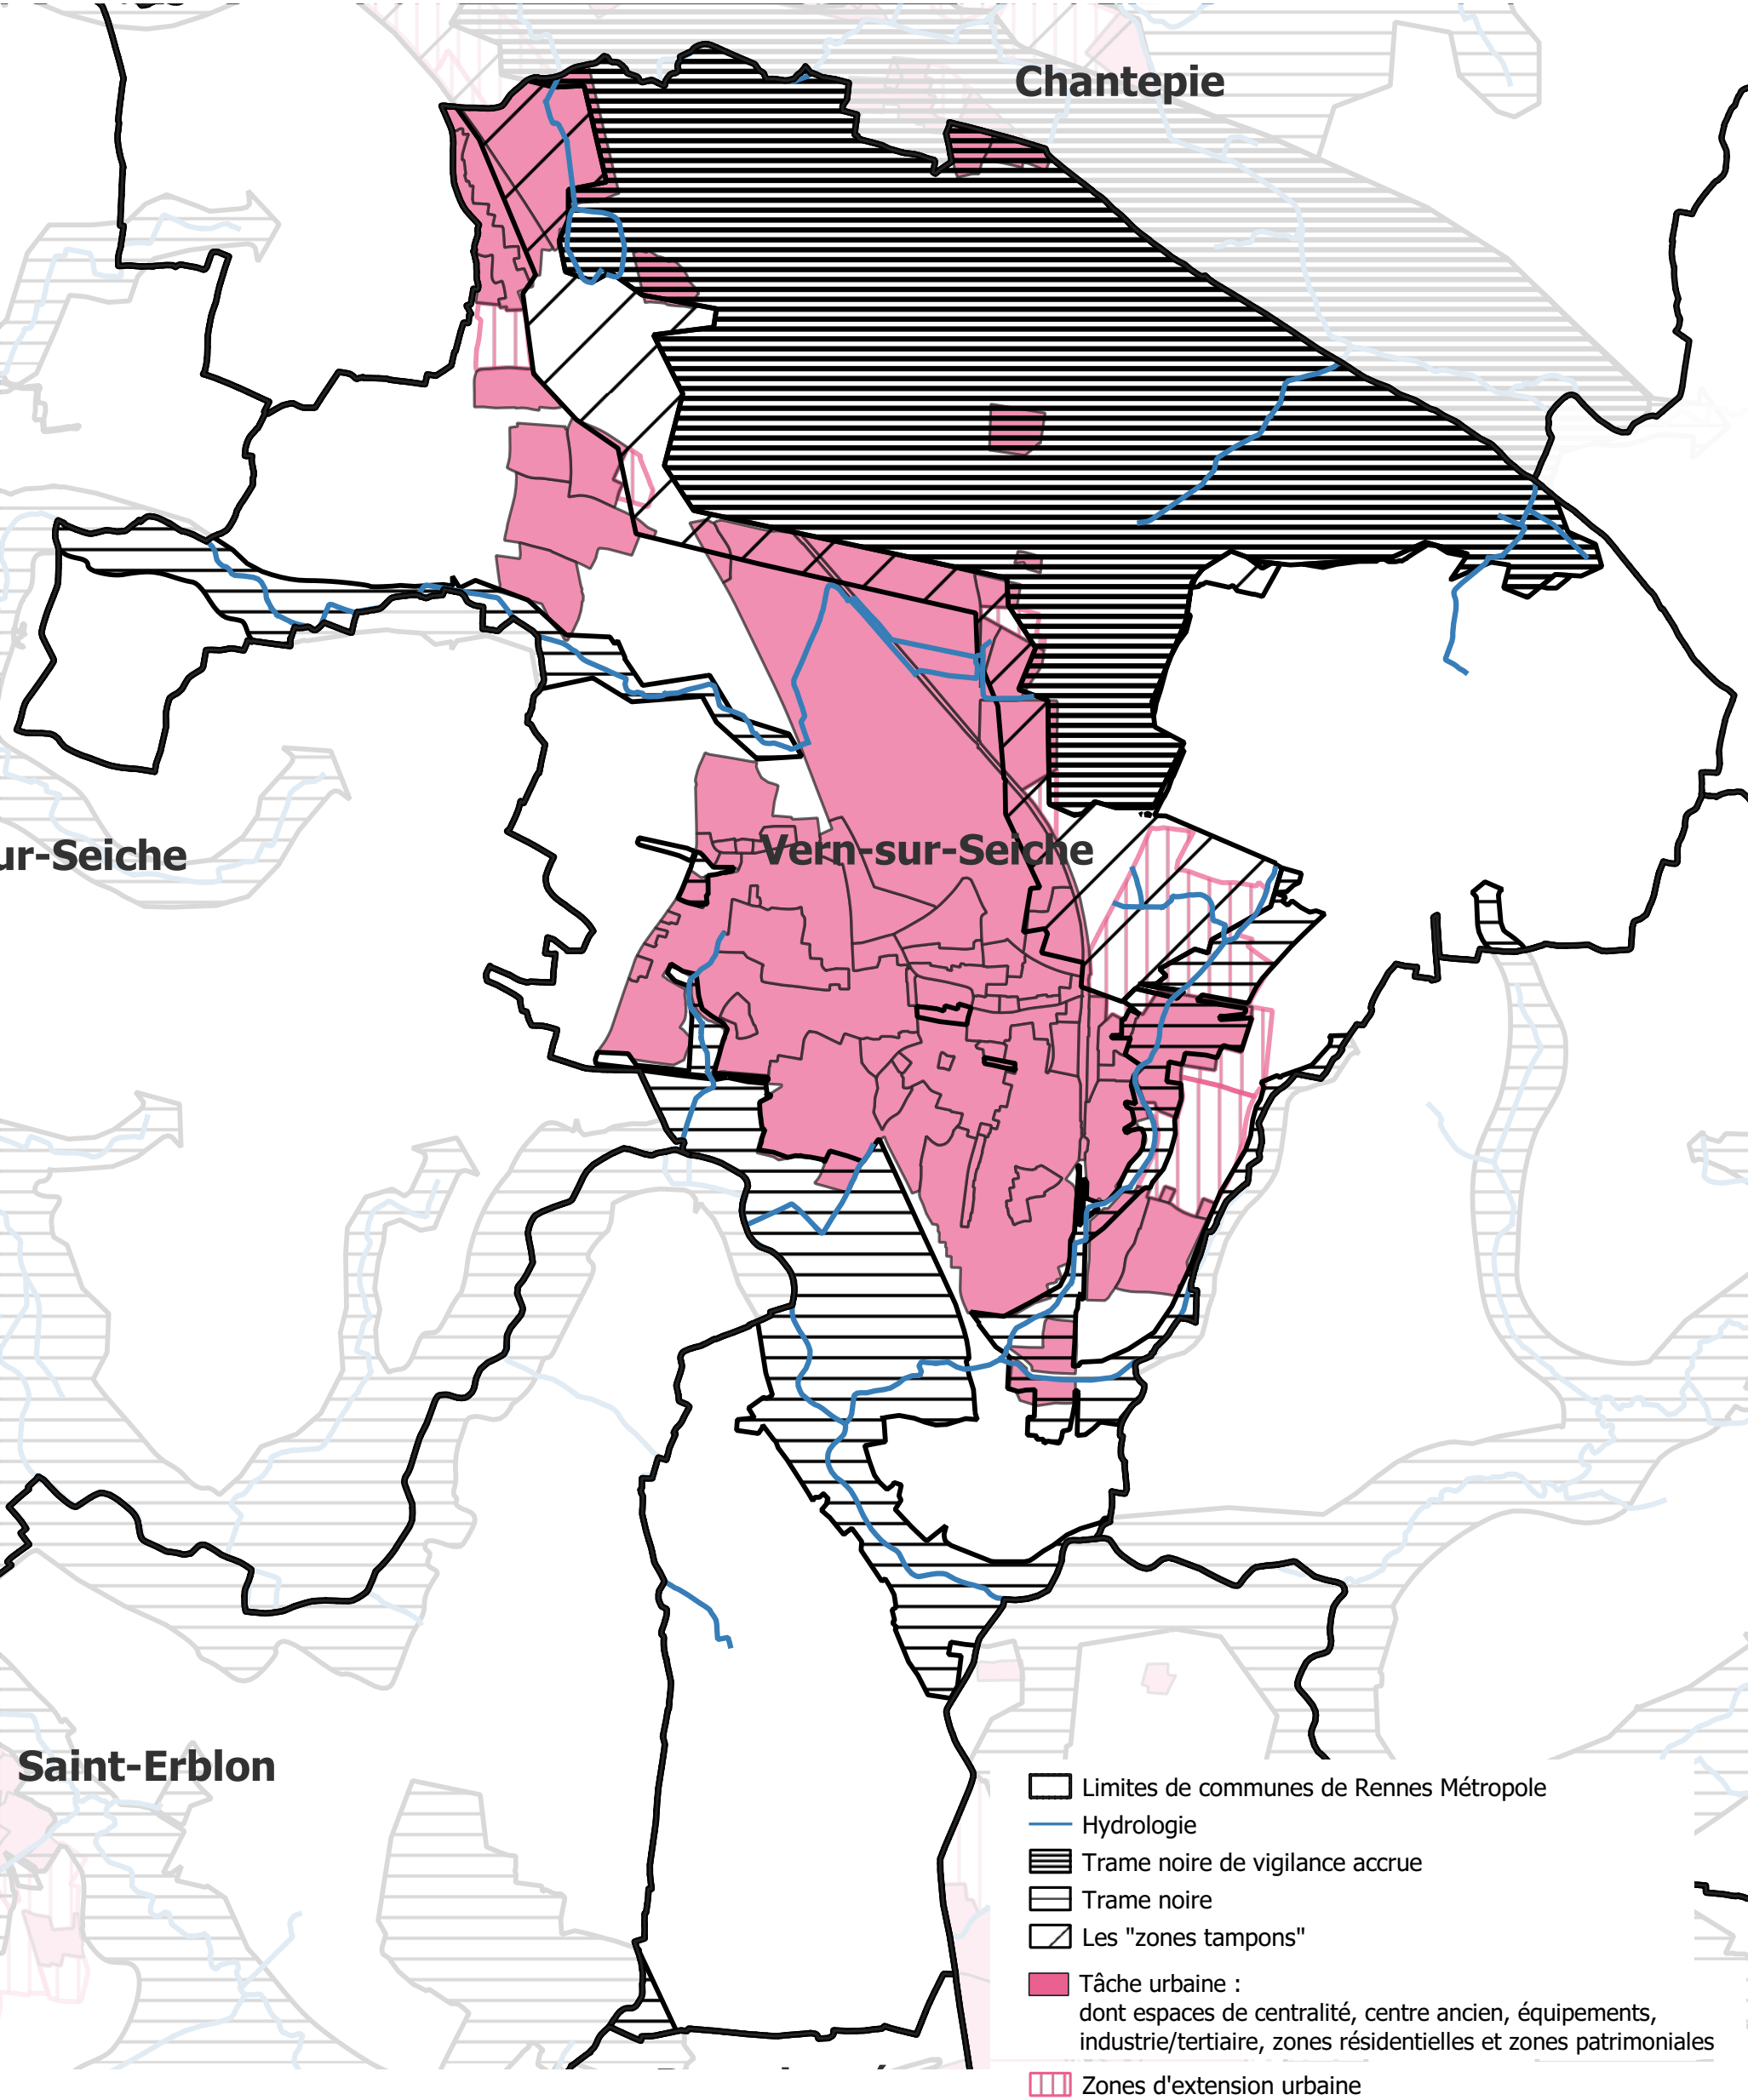 Chantepie
ur-Seiche
Vern-sur-Seiche
Saint-Erblon
Limites de communes de Rennes Métropole
Hydrologie
Trame noire de vigilance accrue
Trame noire
Les "zones tampons"
Tâche urbaine :
dont espaces de centralité, centre ancien, équipements,
industrie/tertiaire, zones résidentielles et zones patrimoniales
Zones d'extension urbaine